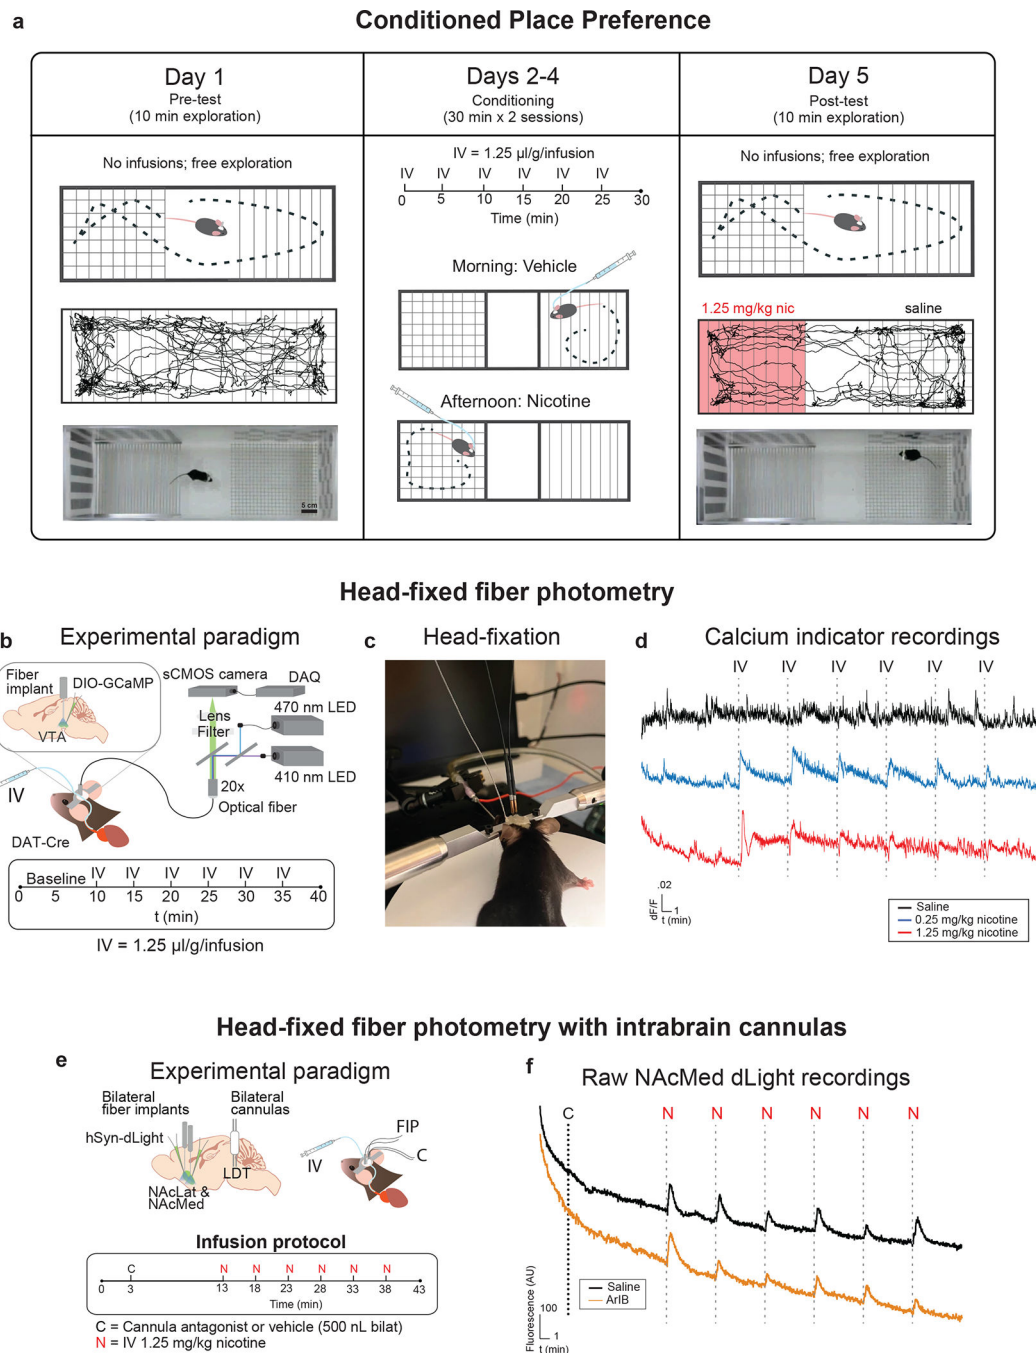 a
Conditioned Place Preference
Day 1
Pre-test
(10 min exploration)
No infusions; free exploration
5 cm
Days 2-4
Conditioning
(30 min x 2 sessions)
IV = 1.25 µl/g/infusion
IV IV IV IV IV IV
0 5 10 15 20 25 30
Time (min)
Morning: Vehicle
Afternoon: Nicotine
Day 5
Post-test
(10 min exploration)
No infusions; free exploration
1.25 mg/kg nic saline
Head-fixed fiber photometry
b
Experimental paradigm
Fiber
implant
DIO-GCaMP
VTA
IV
DAT-Cre
sCMOS camera
DAQ
470 nm LED
Lens
Filter
410 nm LED
20x
Optical fiber
Baseline IV IV IV IV IV IV
0 5 10 15 20 25 30 35 40
t (min)
IV = 1.25 µl/g/infusion
c
Head-fixation
d
Calcium indicator recordings
IV IV IV IV IV IV
.02
dF/F
1
t (min)
Saline
0.25 mg/kg nicotine
1.25 mg/kg nicotine
Head-fixed fiber photometry with intrabrain cannulas
e
Experimental paradigm
Bilateral
fiber implants
Bilateral
cannulas
hSyn-dLight
LDT
NAcLat &
NAcMed
IV
FIP
C
Infusion protocol
C N N N N N N
0 3 13 18 23 28 33 38 43
Time (min)
C = Cannula antagonist or vehicle (500 nL bilat)
N = IV 1.25 mg/kg nicotine
f
Raw NAcMed dLight recordings
C N N N N N N
Saline
ArIB
Fluorescence (AU)
100
1
t (min)